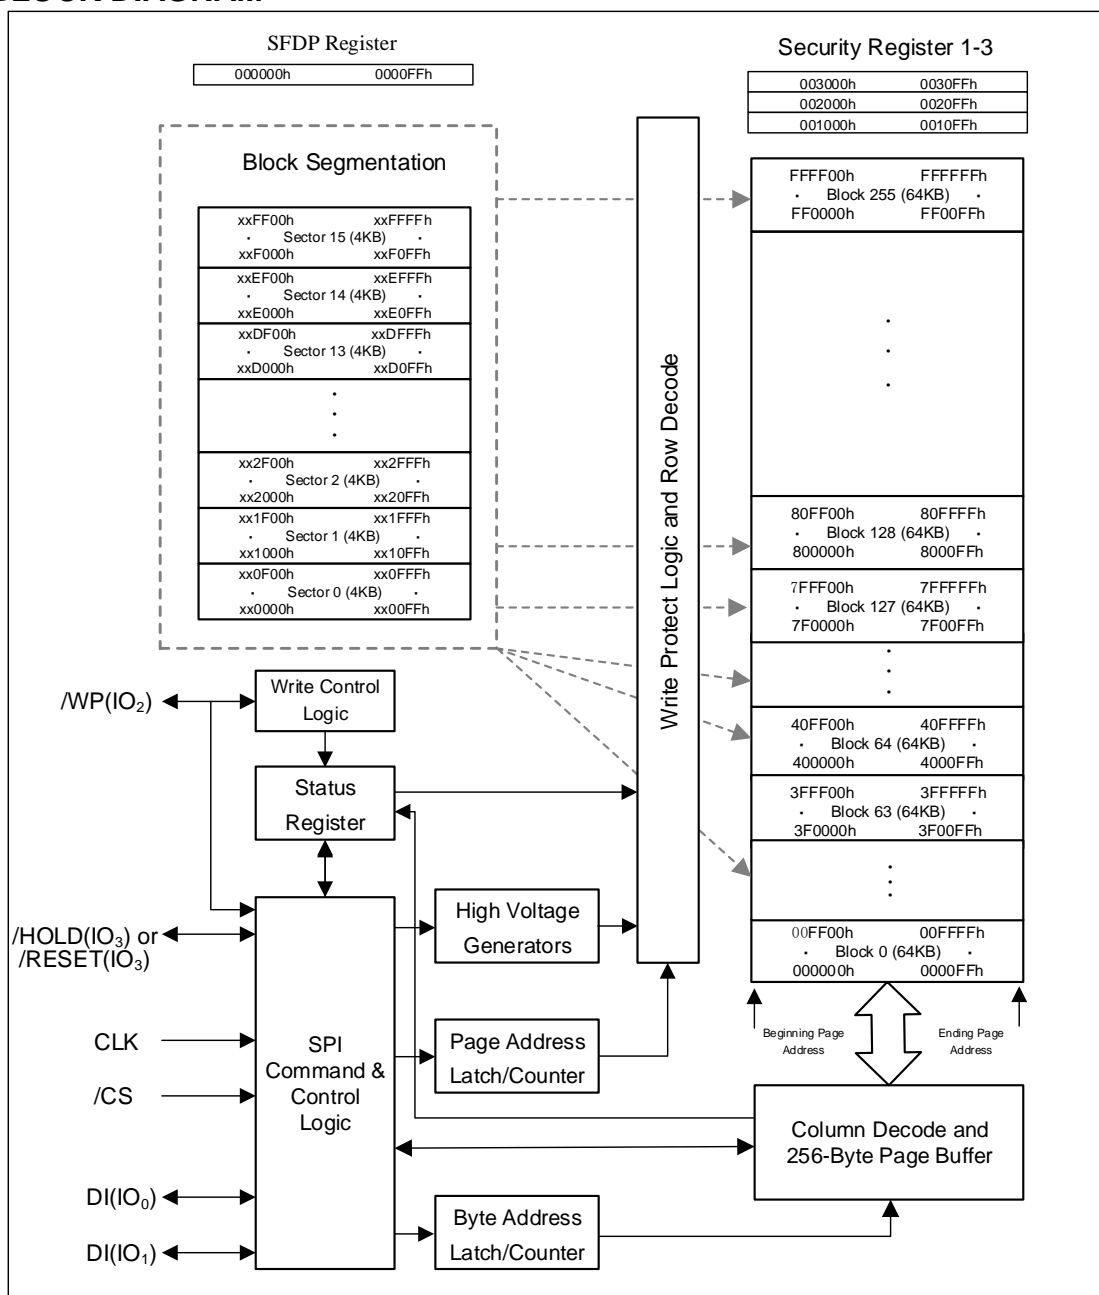 SFDP Register
000000h 0000FFh
Security Register 1-3
003000h 0030FFh
002000h 0020FFh
001000h 0010FFh
Block Segmentation
xxFF00h xxFFFFh
· Sector 15 (4KB) ·
xxF000h xxF0FFh
xxEF00h xxEFFFh
· Sector 14 (4KB) ·
xxE000h xxE0FFh
xxDF00h xxDFFFh
· Sector 13 (4KB) ·
xxD000h xxD0FFh
xx2F00h xx2FFFh
· Sector 2 (4KB) ·
xx2000h xx20FFh
xx1F00h xx1FFFh
· Sector 1 (4KB) ·
xx1000h xx10FFh
xx0F00h xx0FFFh
· Sector 0 (4KB) ·
xx0000h xx00FFh
Write Protect Logic and Row Decode
FFFF00h FFFFFFh
· Block 255 (64KB) ·
FF0000h FF00FFh
80FF00h 80FFFFh
· Block 128 (64KB) ·
800000h 8000FFh
7FFF00h 7FFFFFh
· Block 127 (64KB) ·
7F0000h 7F00FFh
40FF00h 40FFFFh
· Block 64 (64KB) ·
400000h 4000FFh
3FFF00h 3FFFFFh
· Block 63 (64KB) ·
3F0000h 3F00FFh
00FF00h 00FFFFh
· Block 0 (64KB) ·
000000h 0000FFh
Beginning Page
Address
Ending Page
Address
/WP(IO2)
Write Control
Logic
Status
Register
/HOLD(IO3) or
/RESET(IO3)
CLK
/CS
DI(IO0)
DI(IO1)
SPI
Command &
Control
Logic
High Voltage
Generators
Page Address
Latch/Counter
Byte Address
Latch/Counter
Column Decode and
256-Byte Page Buffer